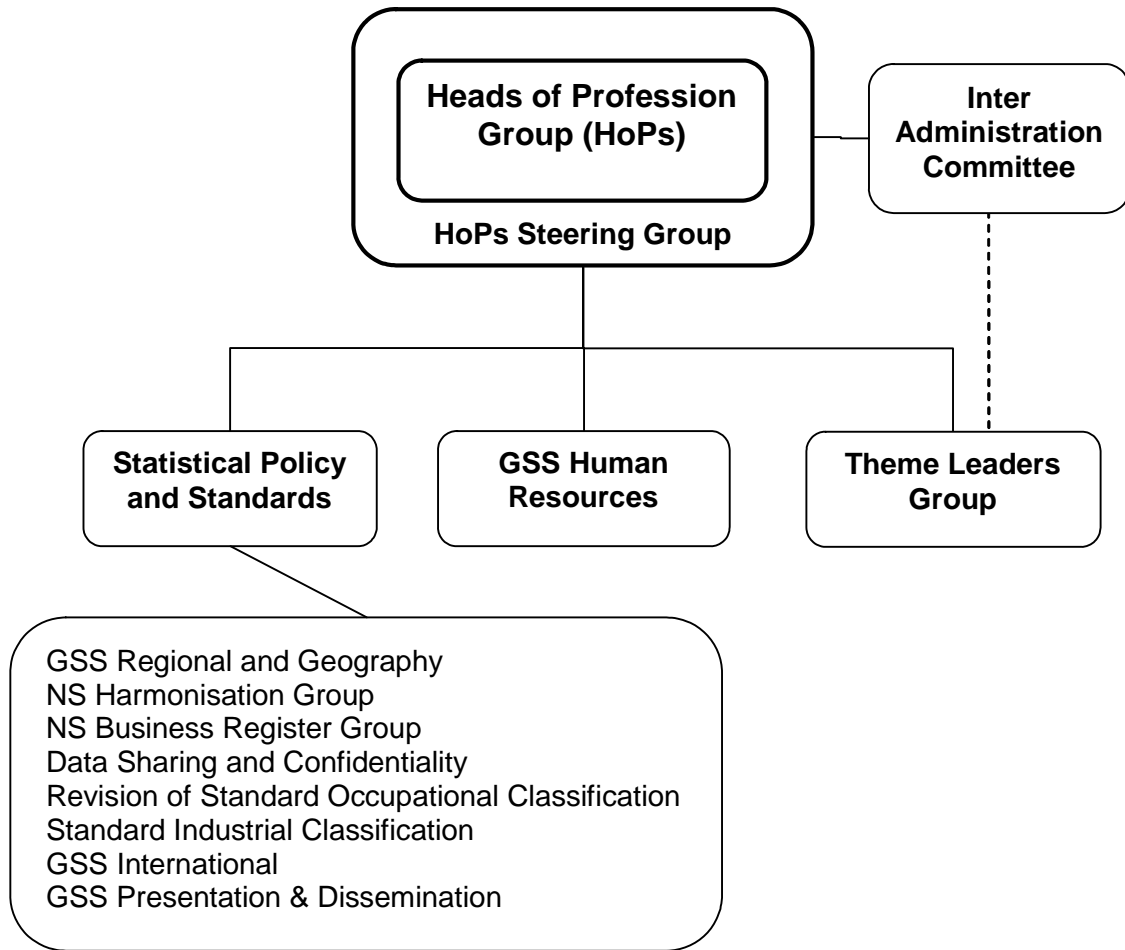 Heads of Profession
Group (HoPs)
HoPs Steering Group
Inter
Administration
Committee
Statistical Policy
and Standards
GSS Human
Resources
Theme Leaders
Group
GSS Regional and Geography
NS Harmonisation Group
NS Business Register Group
Data Sharing and Confidentiality
Revision of Standard Occupational Classification
Standard Industrial Classification
GSS International
GSS Presentation & Dissemination